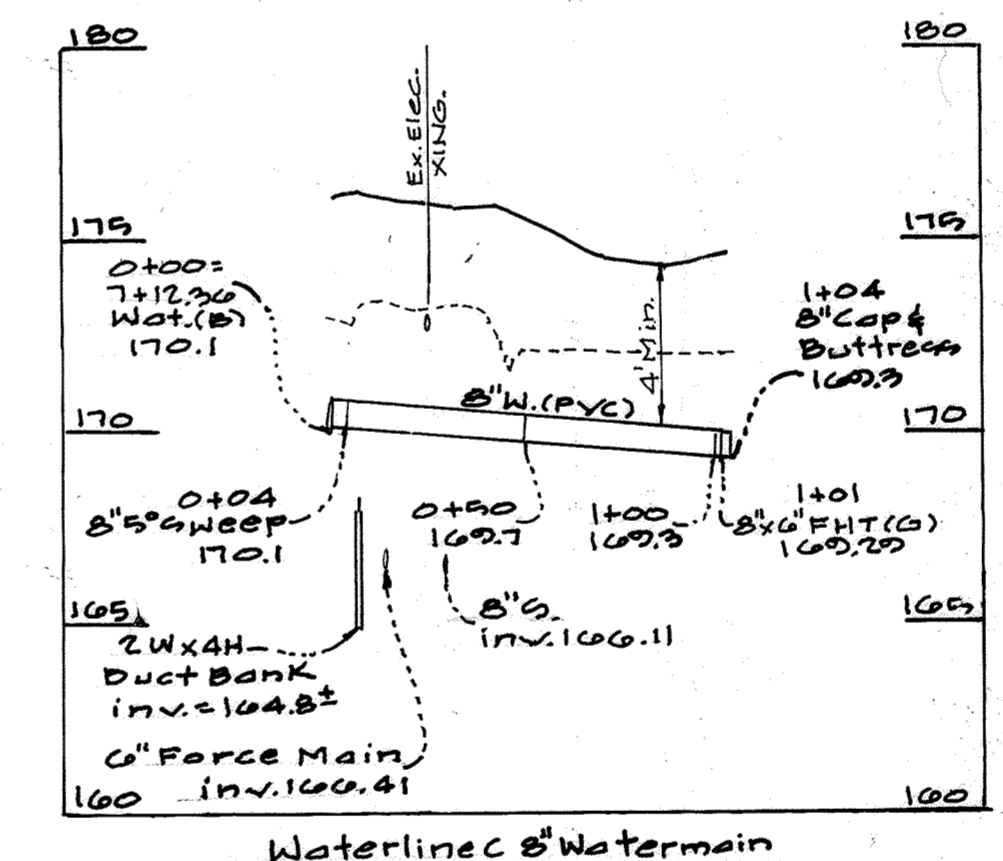 180
180
Ex. Elec.
XING.
175
175
0+00=
7+12.36
Wat.(B)
170.1
1+04
8"Cap &
Buttress
169.3
4' Min.
8"W.(PVC)
170
170
0+04
8"5°Sweep
170.1
0+50
169.7
1+00
169.3
1+01
8"x6"FHT(G)
169.29
165
165
8"S.
inv.166.11
2Wx4H
Duct Bank
inv.=164.8±
6"Force Main
inv.166.41
160
160
Waterline C 8"Watermain